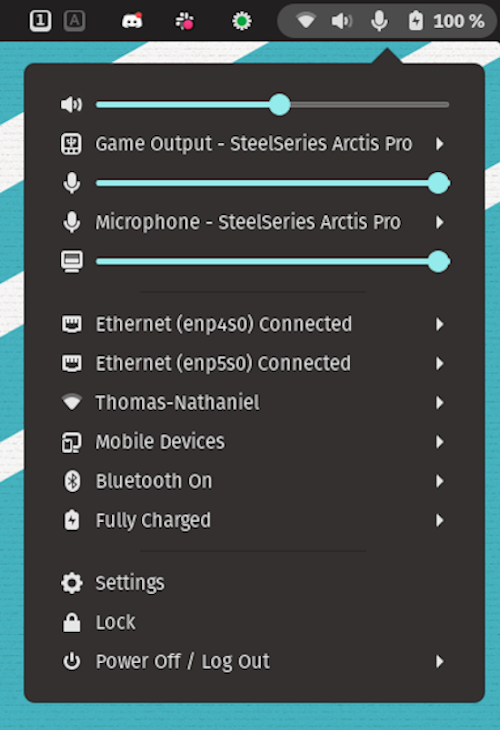 1 A 100 %
Game Output - SteelSeries Arctis Pro
Microphone - SteelSeries Arctis Pro
Ethernet (enp4s0) Connected
Ethernet (enp5s0) Connected
Thomas-Nathaniel
Mobile Devices
Bluetooth On
Fully Charged
Settings
Lock
Power Off / Log Out